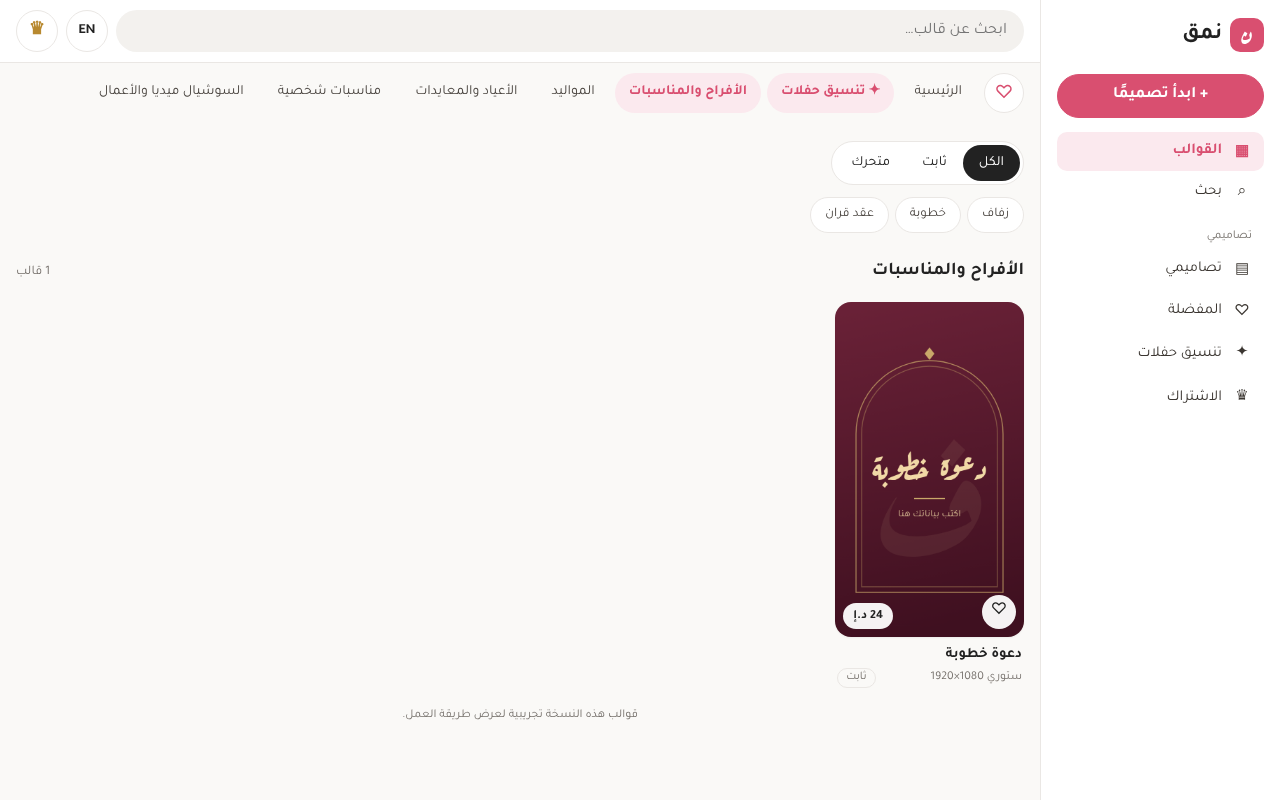 نمق
+ ابدأ تصميمًا
القوالب
بحث
تصاميمي
تصاميمي
المفضلة
تنسيق حفلات
الاشتراك
ابحث عن قالب...
EN
الرئيسية
✦ تنسيق حفلات
الأفراح والمناسبات
المواليد
الأعياد والمعايدات
مناسبات شخصية
السوشيال ميديا والأعمال
الكل
ثابت
متحرك
زفاف
خطوبة
عقد قران
الأفراح والمناسبات
1 قالب
دعوة خطوبة
اكتب بياناتك هنا
24 د.إ
دعوة خطوبة
ستوري 1080×1920
ثابت
قوالب هذه النسخة تجريبية لعرض طريقة العمل.